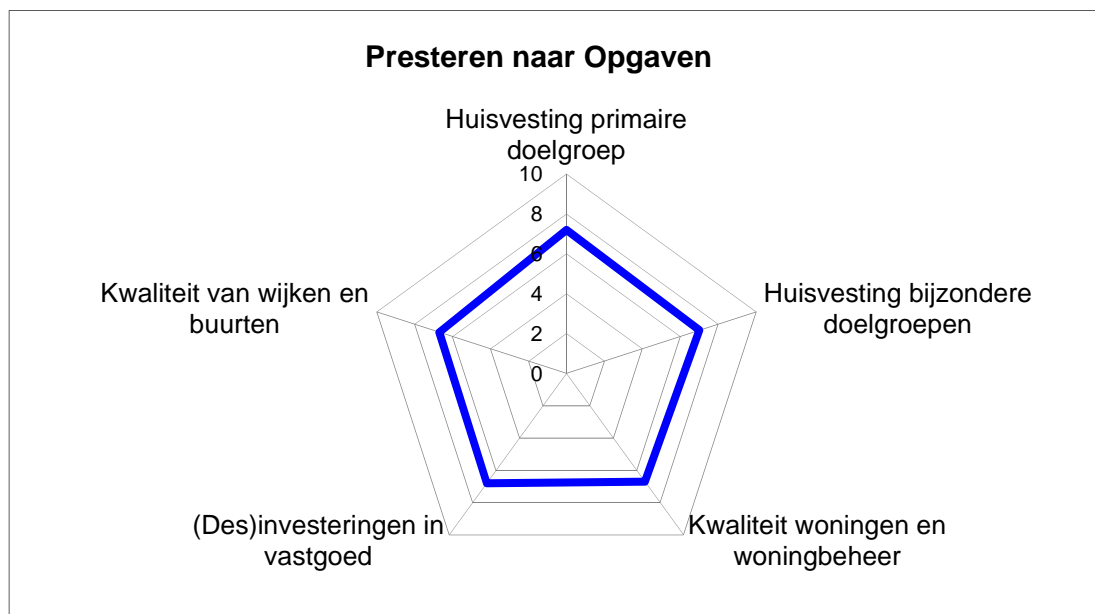 Presteren naar Opgaven
Huisvesting primaire
doelgroep
10
8
6
4
2
0
Huisvesting bijzondere
doelgroepen
Kwaliteit woningen en
woningbeheer
(Des)investeringen in
vastgoed
Kwaliteit van wijken en
buurten